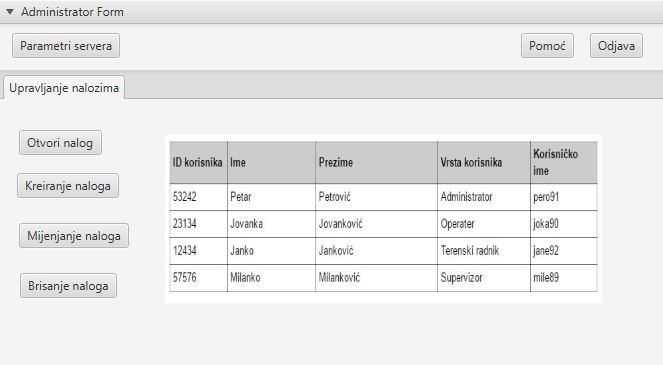 Administrator Form
Parametri servera Pomoć Odjava
Upravljanje nalozima
Otvori nalog
Kreiranje naloga
Mijenjanje naloga
Brisanje naloga
ID korisnika Ime Prezime Vrsta korisnika Korisničko
ime
53242 Petar Petrović Administrator pero91
23134 Jovanka Jovanković Operater joka90
12434 Janko Janković Terenski radnik jane92
57576 Milanko Milanković Supervizor mile89